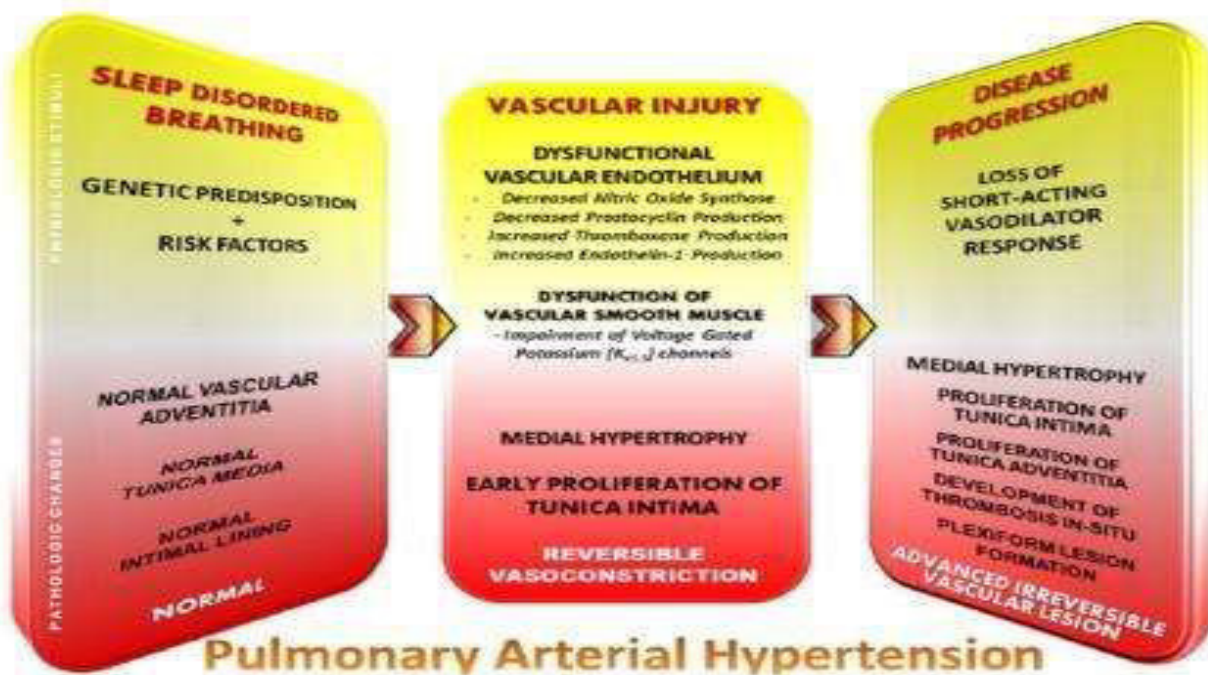 SLEEP DISORDERED
BREATHING
GENETIC PREDISPOSITION
+
RISK FACTORS
NORMAL VASCULAR
ADVENTITIA
NORMAL
TUNICA MEDIA
NORMAL
INTIMAL LINING
NORMAL
PATHOLOGIC CHANGES
VASCULAR INJURY
DYSFUNCTIONAL
VASCULAR ENDOTHELIUM
- Decreased Nitric Oxide Synthase
- Decreased Prostocyclin Production
- Increased Thromboxene Production
- Increased Endothelin-1 Production
DYSFUNCTION OF
VASCULAR SMOOTH MUSCLE
-Impairment of Voltage Gated
Potassium channels
MEDIAL HYPERTROPHY
EARLY PROLIFERATION OF
TUNICA INTIMA
REVERSIBLE
VASOCONSTRICTION
DISEASE
PROGRESSION
LOSS OF
SHORT-ACTING
VASODILATOR
RESPONSE
MEDIAL HYPERTROPHY
PROLIFERATION OF
TUNICA INTIMA
PROLIFERATION OF
TUNICA ADVENTITIA
DEVELOPMENT OF
THROMBOSIS IN-SITU
PLEXIFORM LESION
FORMATION
ADVANCED IRREVERSIBLE
VASCULAR LESION
Pulmonary Arterial Hypertension